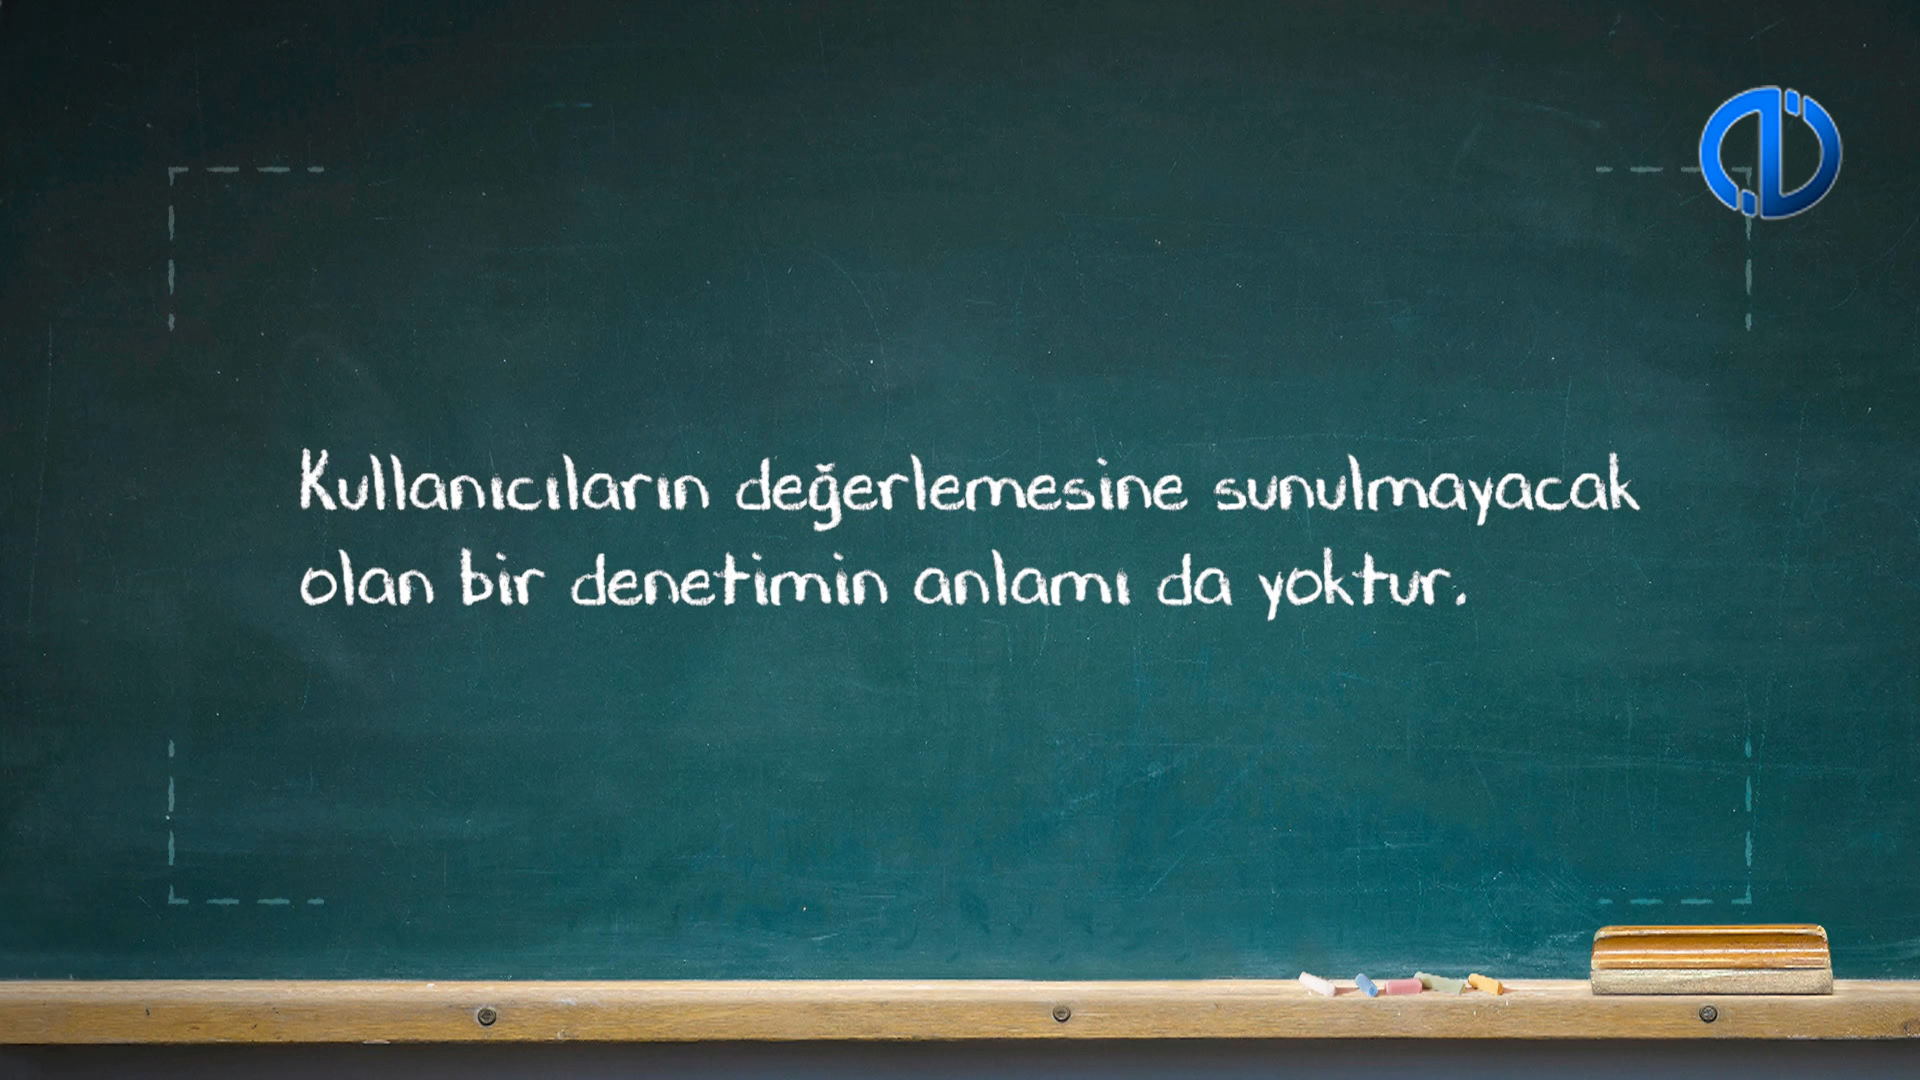 Kullanıcıların değerlemesine sunulmayacak
olan bir denetimin anlamı da yoktur.